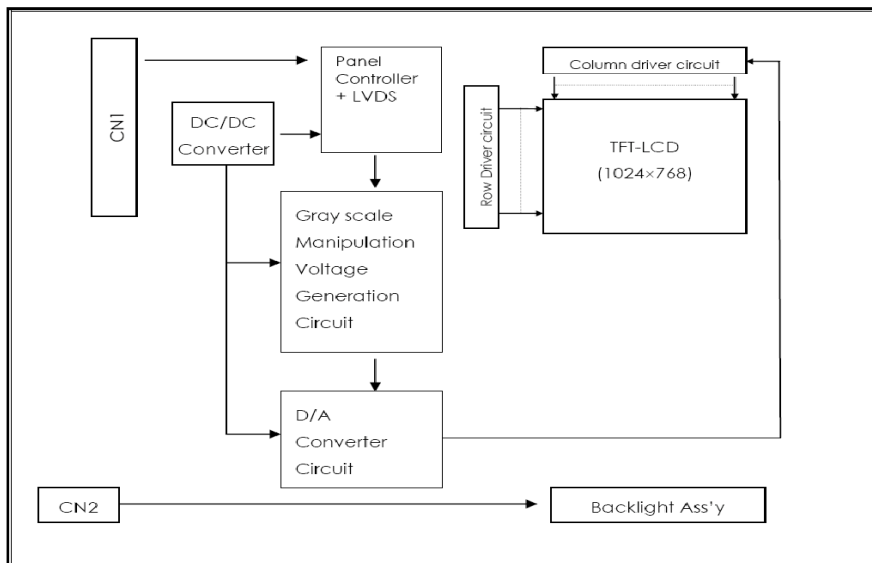 CN1
Panel
Controller
+ LVDS
DC/DC
Converter
Gray scale
Manipulation
Voltage
Generation
Circuit
D/A
Converter
Circuit
Column driver circuit
Row Driver circuit
TFT-LCD
(1024×768)
CN2
Backlight Ass'y